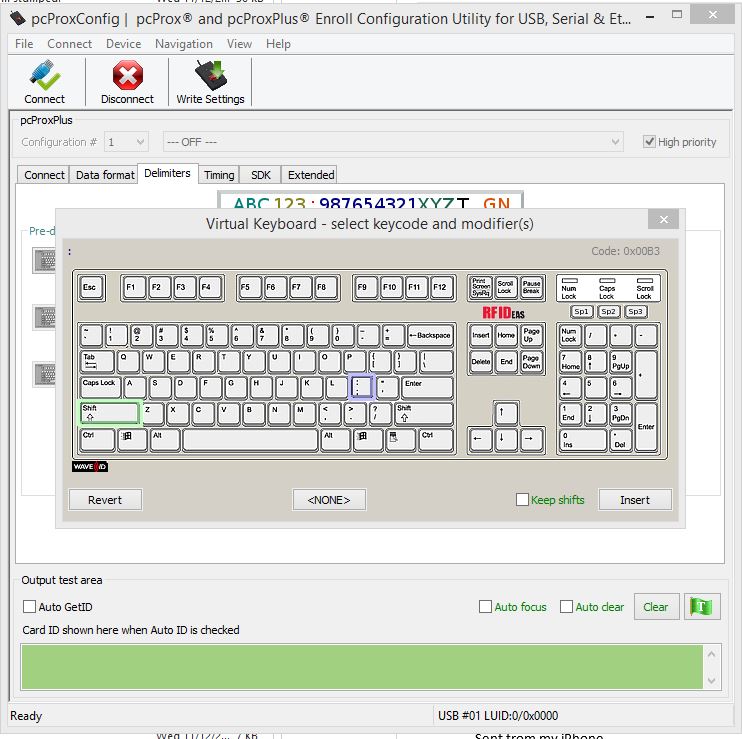 pcProxConfig | pcProx® and pcProxPlus® Enroll Configuration Utility for USB, Serial & Et...
File Connect Device Navigation View Help
Connect Disconnect Write Settings
pcProxPlus
Configuration # 1 --- OFF --- High priority
Connect Data format Delimiters Timing SDK Extended
ABC123:987654321XYZT GN
Pre-d
Virtual Keyboard - select keycode and modifier(s)
: Code: 0x00B3
Esc F1 F2 F3 F4 F5 F6 F7 F8 F9 F10 F11 F12 Print Screen SysRq Scroll Lock Pause Break Num Lock Caps Lock Scroll Lock
RFIDEAS Sp1 Sp2 Sp3
~ ` ! 1 @ 2 # 3 $ 4 % 5 ^ 6 & 7 * 8 ( 9 ) 0 _ - + = ←Backspace Insert Home Page Up Num Lock / * -
Tab Q W E R T Y U I O P { [ } ] | \ Delete End Page Down 7 Home 8 ↑ 9 PgUp +
Caps Lock A S D F G H J K L : ; " ' Enter 4 ← 5 6 →
Shift Z X C V B N M < , > . ? / Shift ↑ 1 End 2 ↓ 3 PgDn Enter
Ctrl Alt Alt Ctrl ← ↓ → 0 Ins . Del
WAVE ID
Revert <NONE> Keep shifts Insert
Output test area
Auto GetID Auto focus Auto clear Clear T
Card ID shown here when Auto ID is checked
Ready USB #01 LUID:0/0x0000
Sent from my iPhone